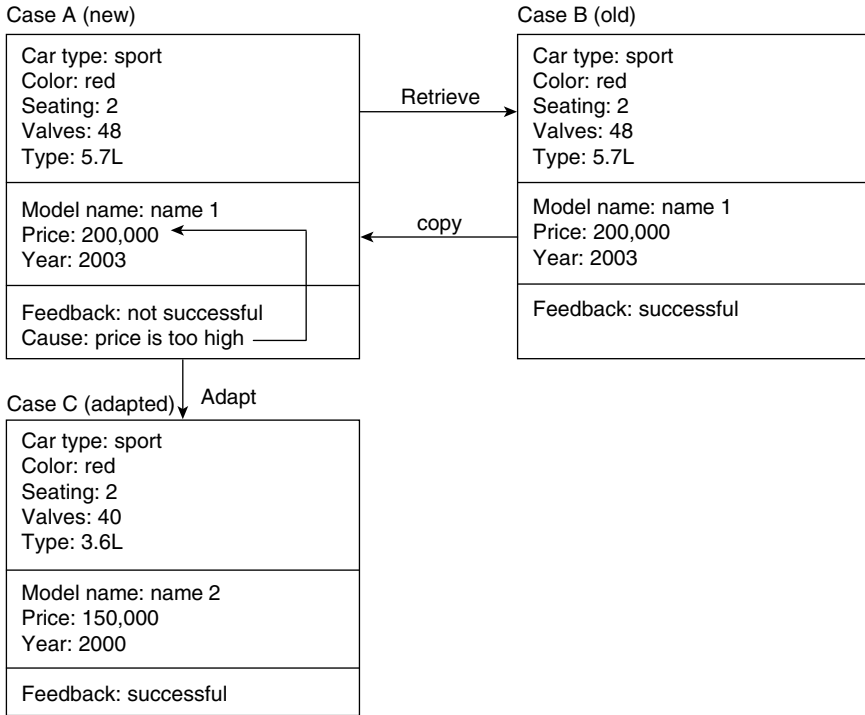 Case A (new)
Car type: sport
Color: red
Seating: 2
Valves: 48
Type: 5.7L
Model name: name 1
Price: 200,000
Year: 2003
Feedback: not successful
Cause: price is too high
Retrieve
copy
Case B (old)
Car type: sport
Color: red
Seating: 2
Valves: 48
Type: 5.7L
Model name: name 1
Price: 200,000
Year: 2003
Feedback: successful
Adapt
Case C (adapted)
Car type: sport
Color: red
Seating: 2
Valves: 40
Type: 3.6L
Model name: name 2
Price: 150,000
Year: 2000
Feedback: successful